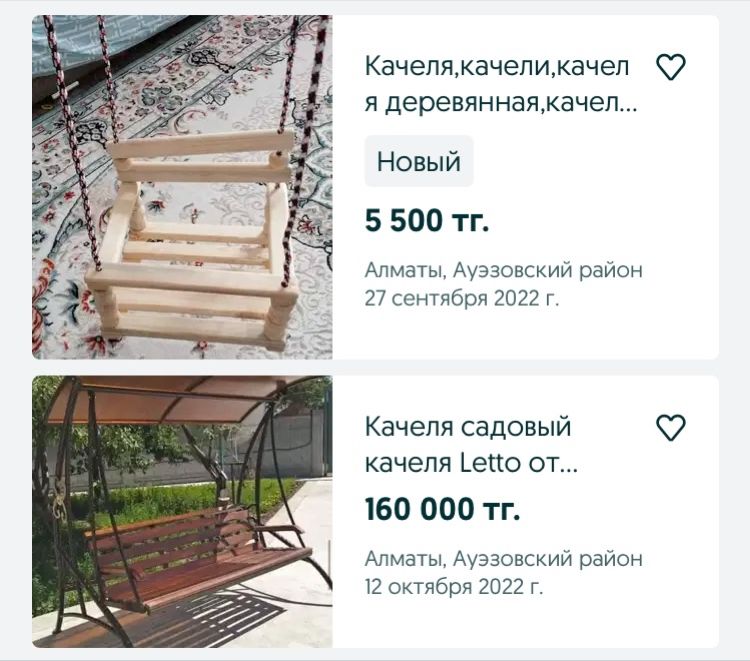 Качеля,качели,качел
я деревянная,качел...
Новый
5 500 тг.
Алматы, Ауэзовский район
27 сентября 2022 г.
Качеля садовый
качеля Letto от...
160 000 тг.
Алматы, Ауэзовский район
12 октября 2022 г.